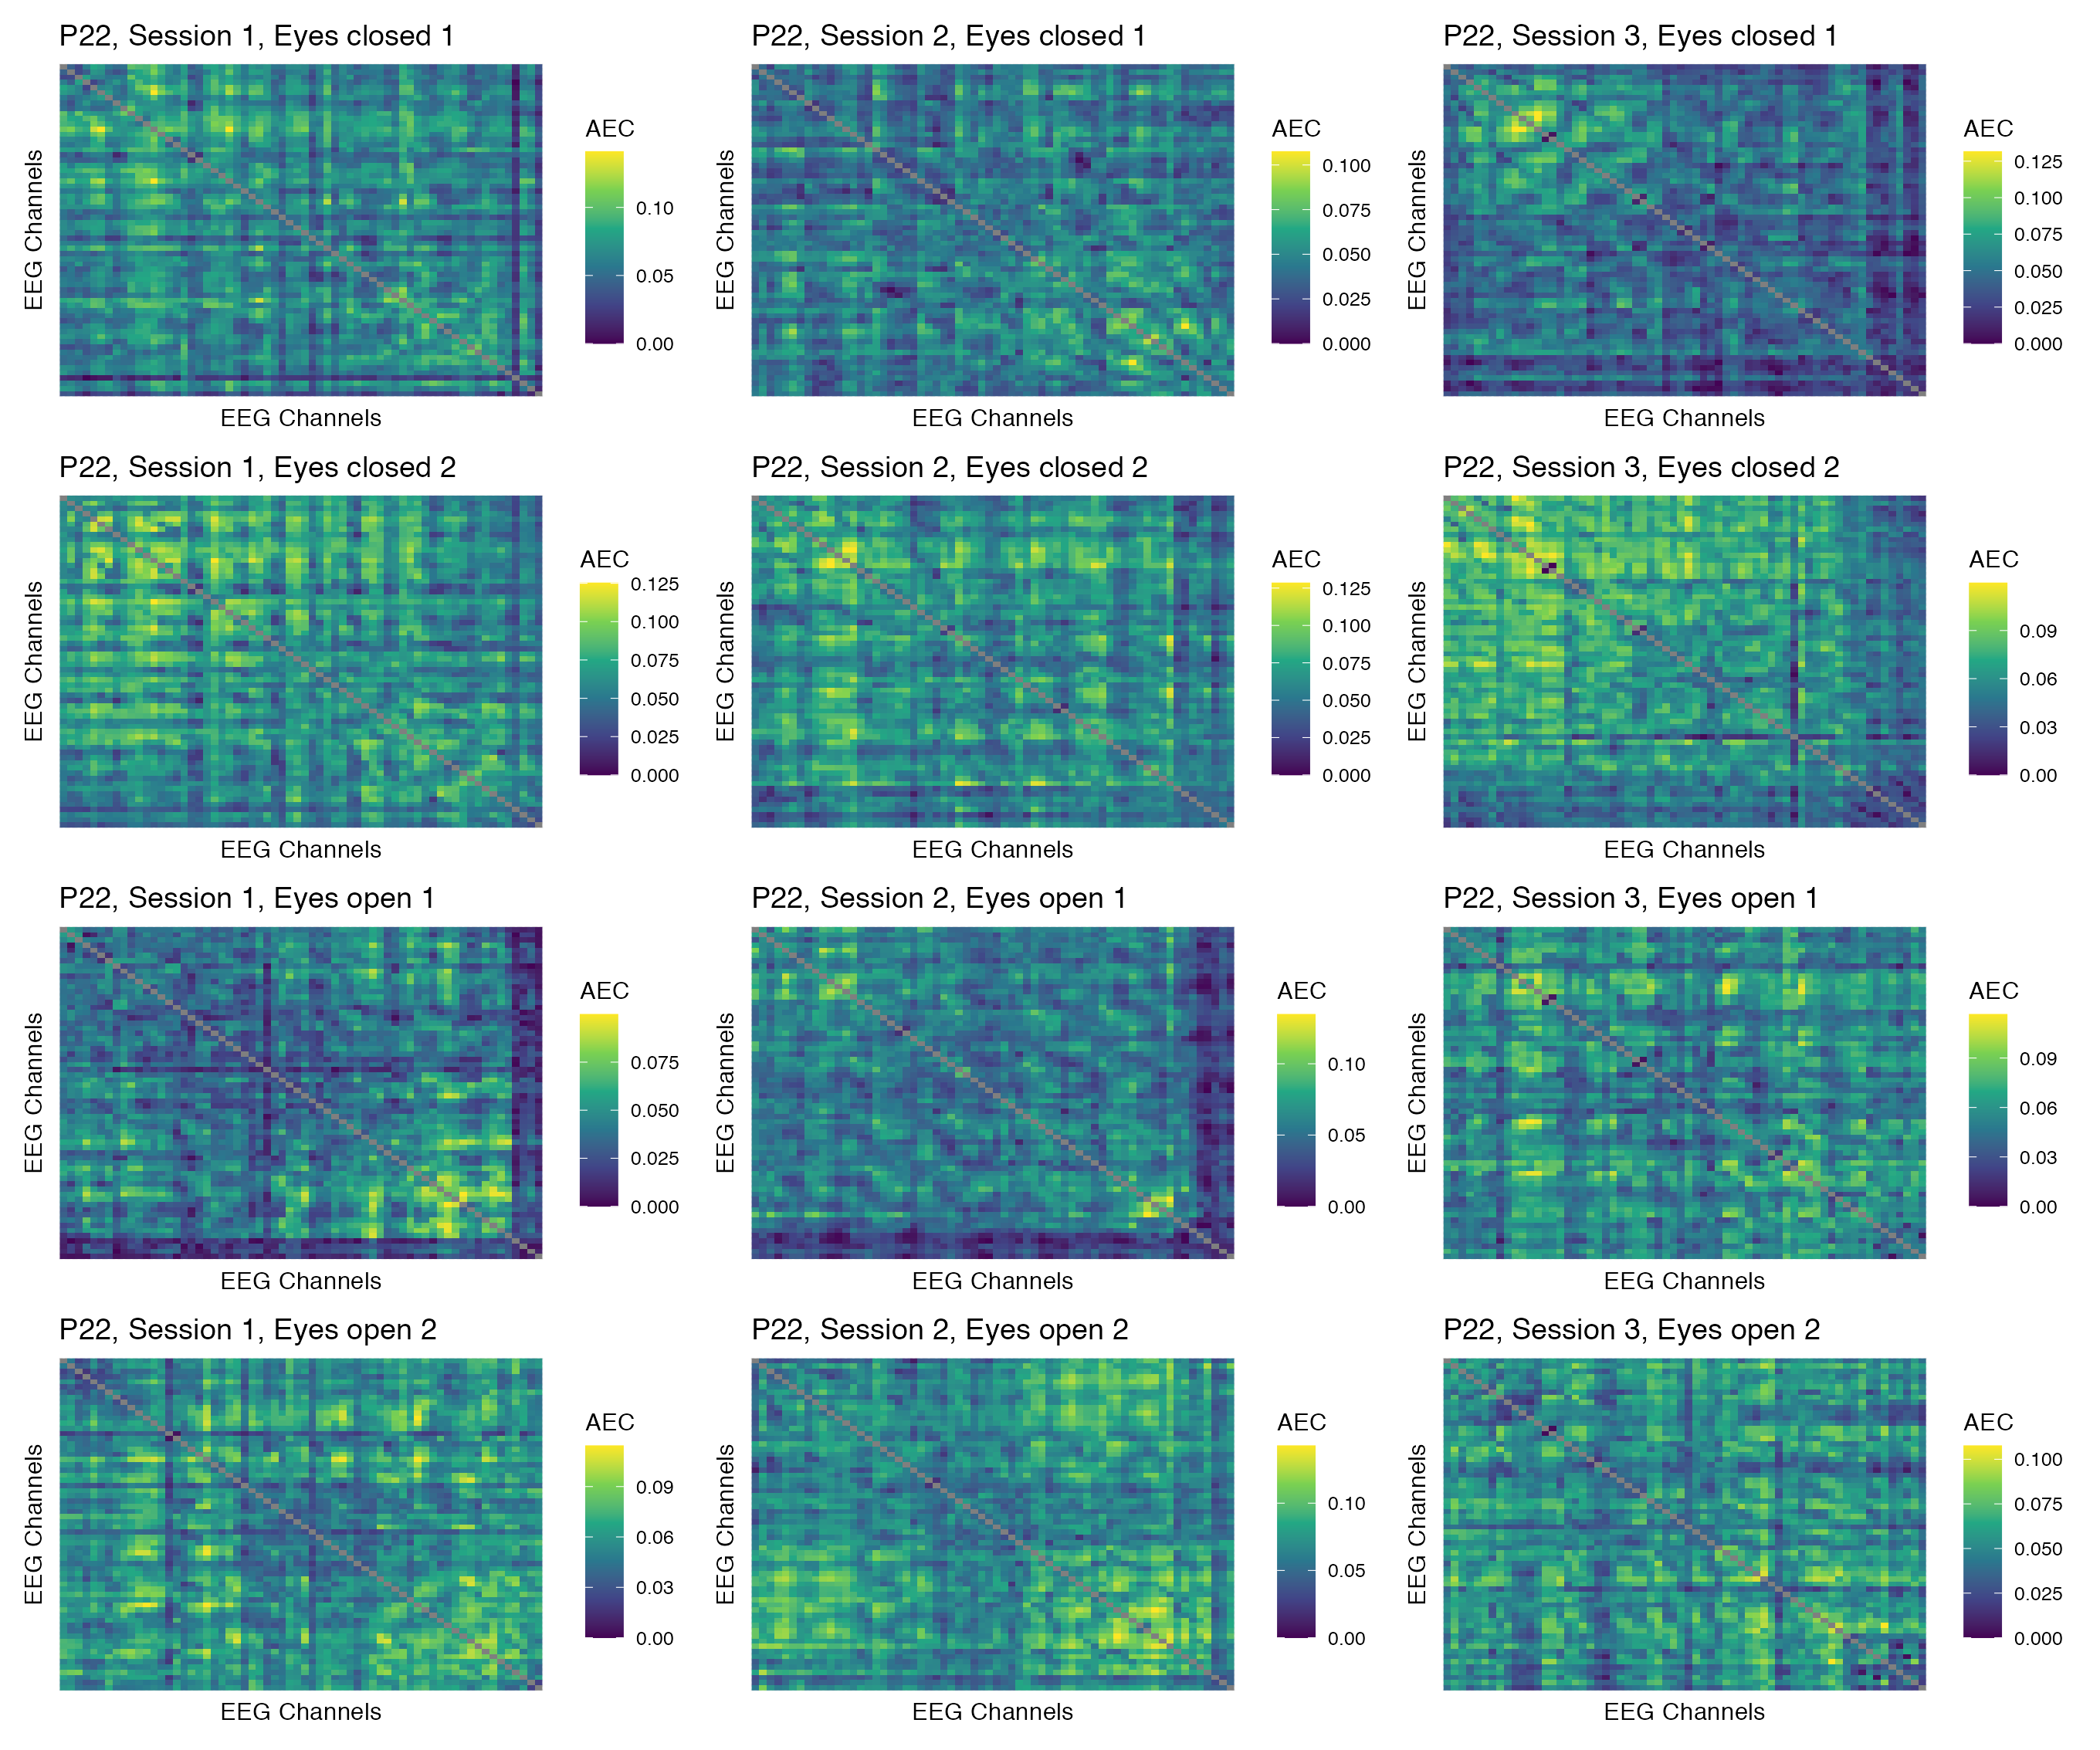 P22, Session 1, Eyes closed 1
EEG Channels
EEG Channels
AEC
0.10
0.05
0.00
P22, Session 2, Eyes closed 1
EEG Channels
EEG Channels
AEC
0.100
0.075
0.050
0.025
0.000
P22, Session 3, Eyes closed 1
EEG Channels
EEG Channels
AEC
0.125
0.100
0.075
0.050
0.025
0.000
P22, Session 1, Eyes closed 2
EEG Channels
EEG Channels
AEC
0.125
0.100
0.075
0.050
0.025
0.000
P22, Session 2, Eyes closed 2
EEG Channels
EEG Channels
AEC
0.125
0.100
0.075
0.050
0.025
0.000
P22, Session 3, Eyes closed 2
EEG Channels
EEG Channels
AEC
0.09
0.06
0.03
0.00
P22, Session 1, Eyes open 1
EEG Channels
EEG Channels
AEC
0.075
0.050
0.025
0.000
P22, Session 2, Eyes open 1
EEG Channels
EEG Channels
AEC
0.10
0.05
0.00
P22, Session 3, Eyes open 1
EEG Channels
EEG Channels
AEC
0.09
0.06
0.03
0.00
P22, Session 1, Eyes open 2
EEG Channels
EEG Channels
AEC
0.09
0.06
0.03
0.00
P22, Session 2, Eyes open 2
EEG Channels
EEG Channels
AEC
0.10
0.05
0.00
P22, Session 3, Eyes open 2
EEG Channels
EEG Channels
AEC
0.100
0.075
0.050
0.025
0.000